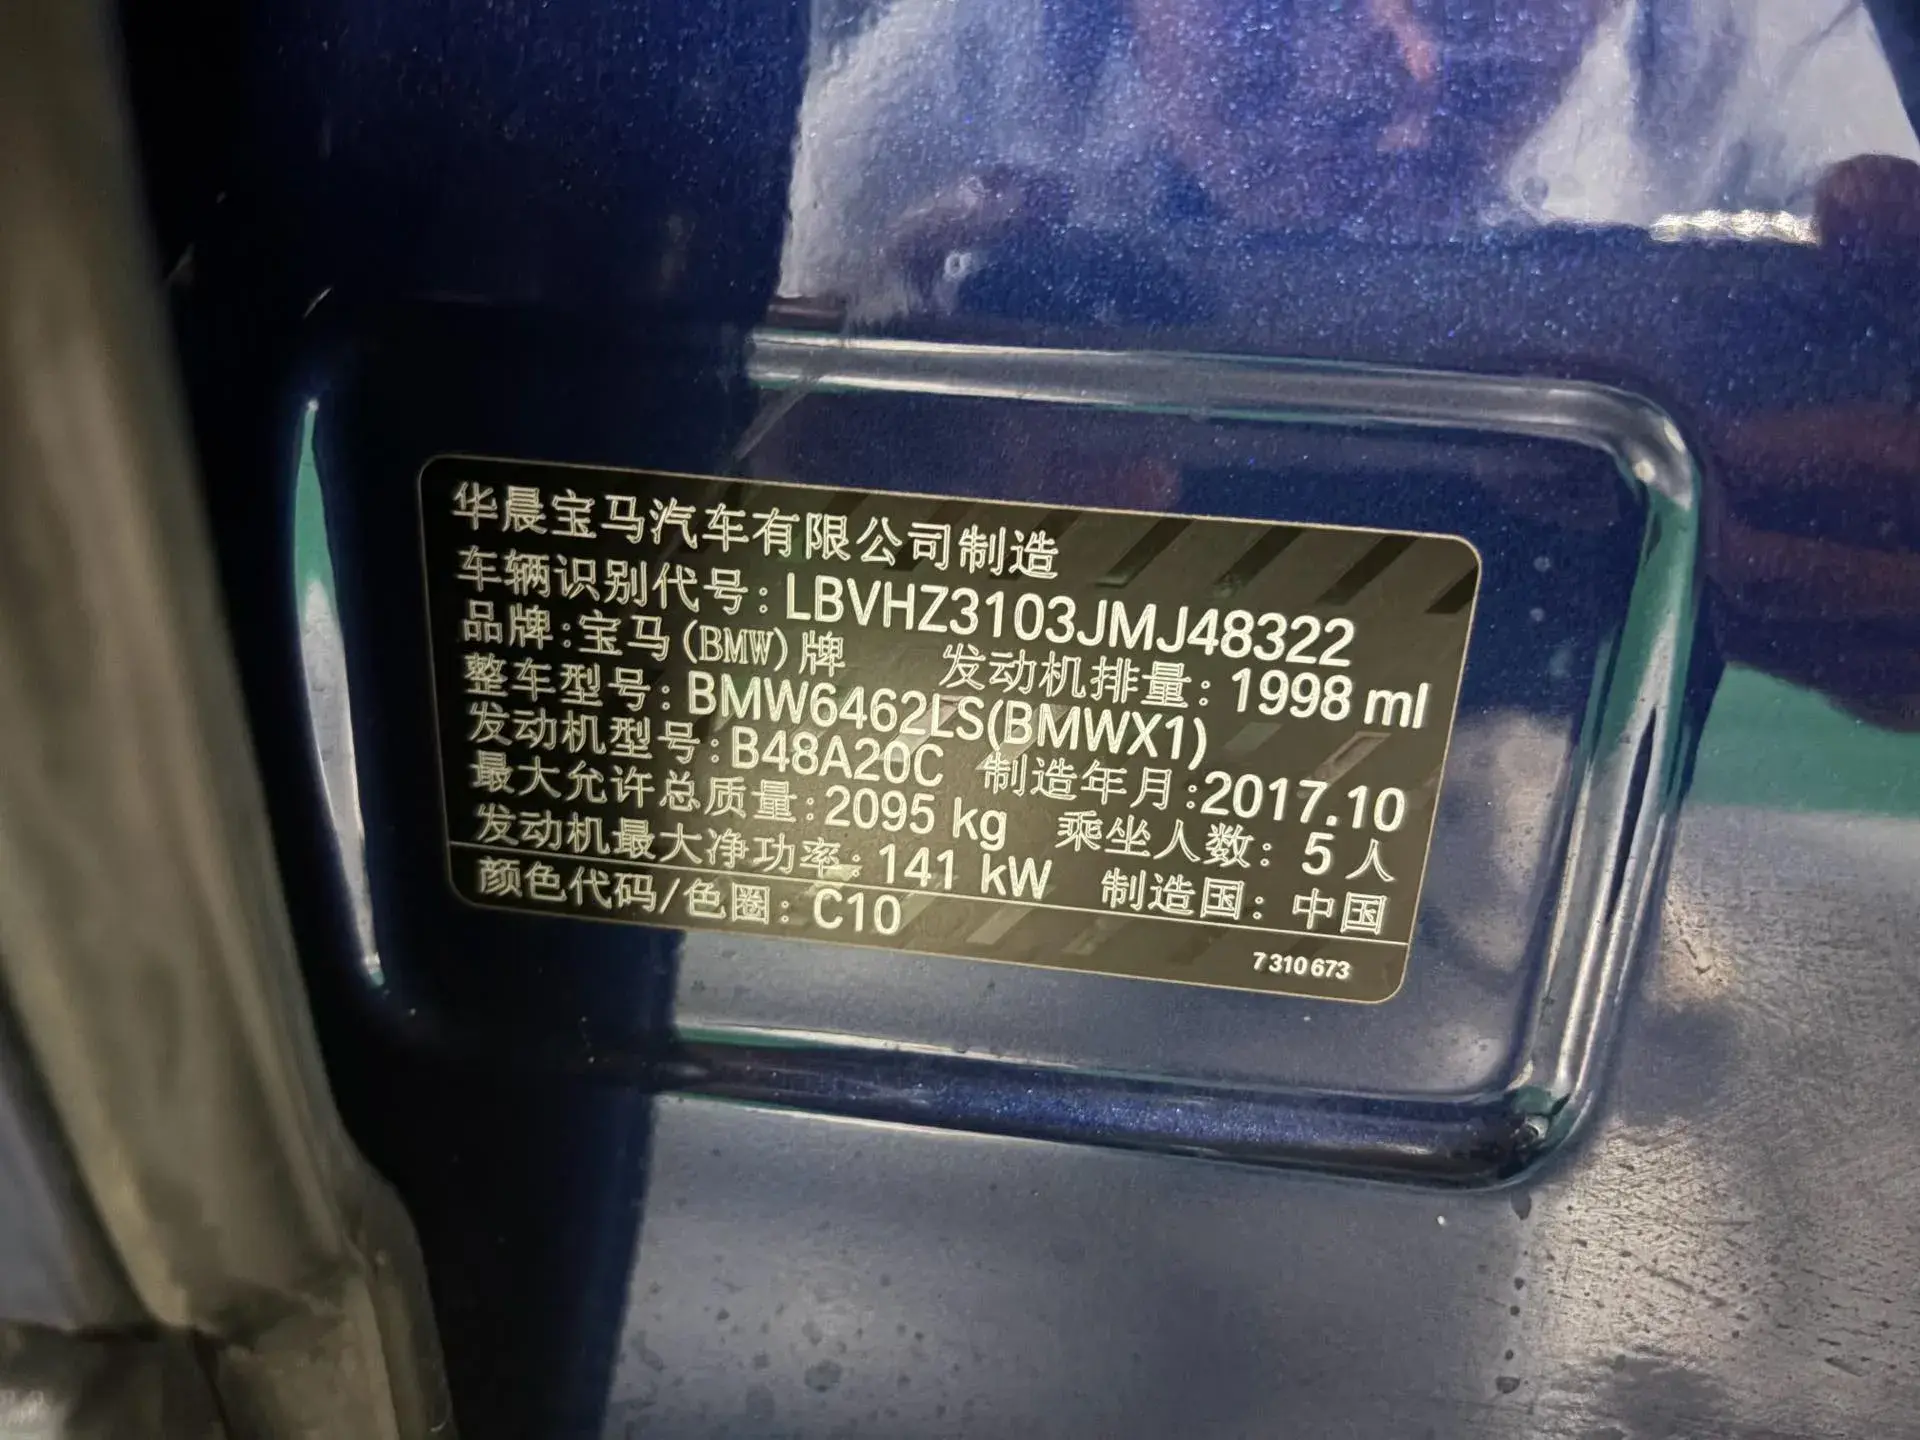 华晨宝马汽车有限公司制造
车辆识别代号：LBVHZ3103JMJ48322
品牌：宝马(BMW)牌 发动机排量：1998 ml
整车型号：BMW6462LS(BMWX1)
发动机型号：B48A20C 制造年月：2017.10
最大允许总质量：2095 kg 乘坐人数：5 人
发动机最大净功率：141 kW 制造国：中国
颜色代码/色圈：C10
7 310 673